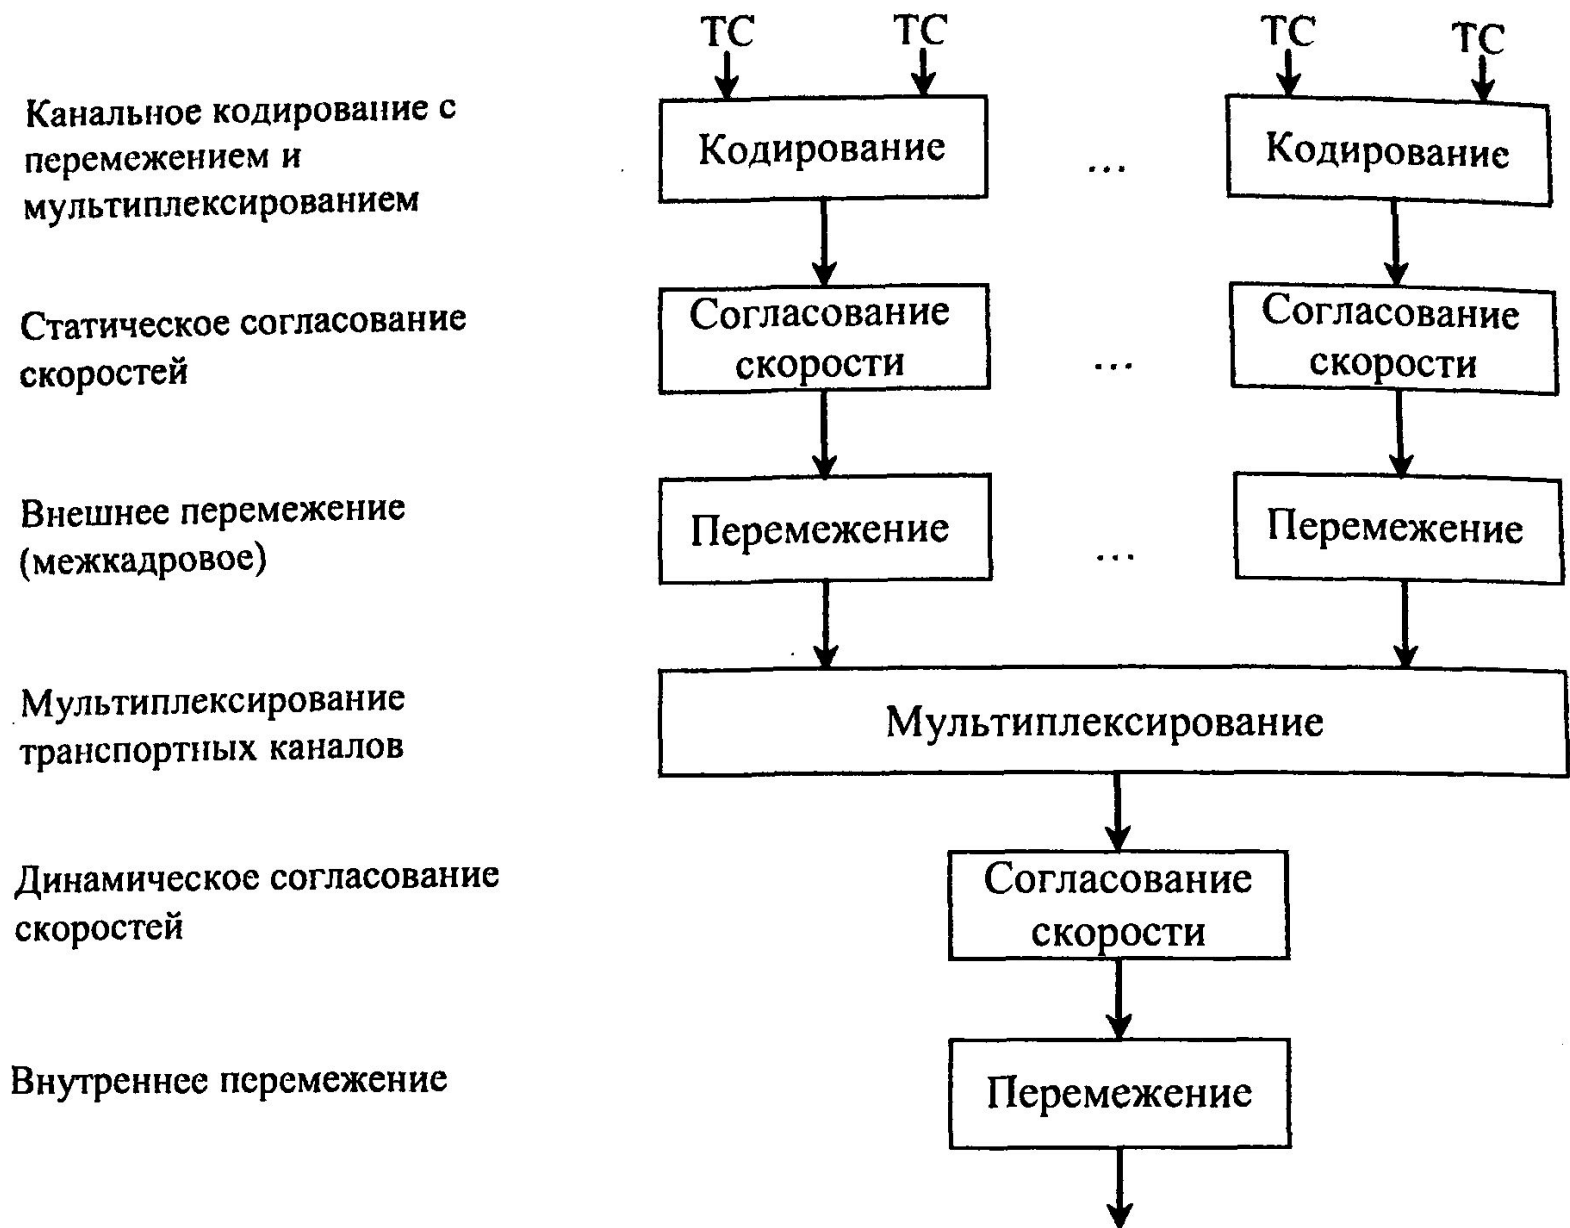 ТС ТС ТС ТС
Канальное кодирование с
перемежением и
мультиплексированием
Кодирование ... Кодирование
Статическое согласование
скоростей
Согласование
скорости
...
Согласование
скорости
Внешнее перемежение
(межкадровое)
Перемежение ... Перемежение
Мультиплексирование
транспортных каналов
Мультиплексирование
Динамическое согласование
скоростей
Согласование
скорости
Внутреннее перемежение
Перемежение